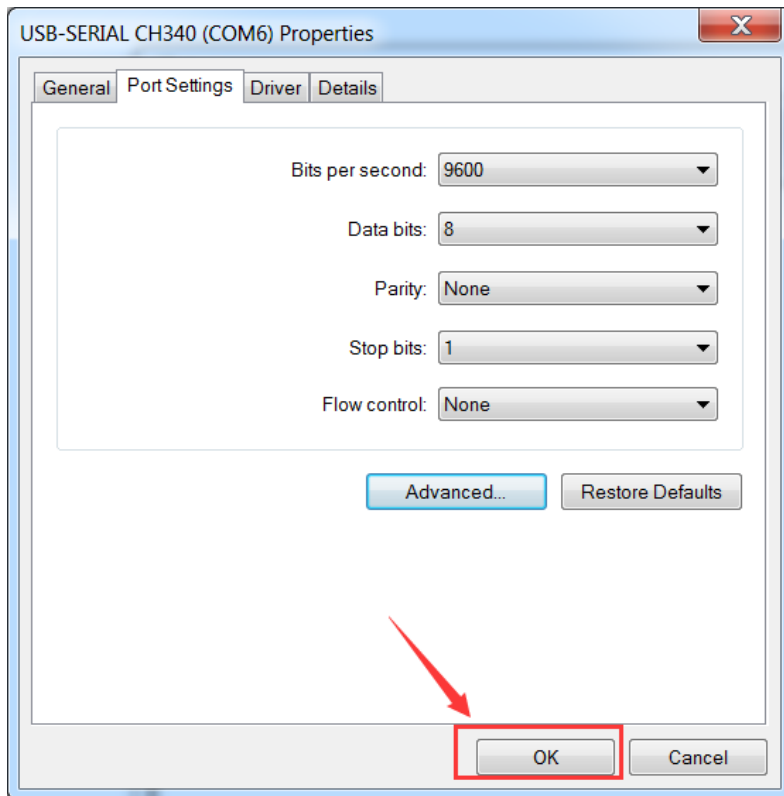 USB-SERIAL CH340 (COM6) Properties
X
General Port Settings Driver Details
Bits per second: 9600
Data bits: 8
Parity: None
Stop bits: 1
Flow control: None
Advanced... Restore Defaults
OK Cancel